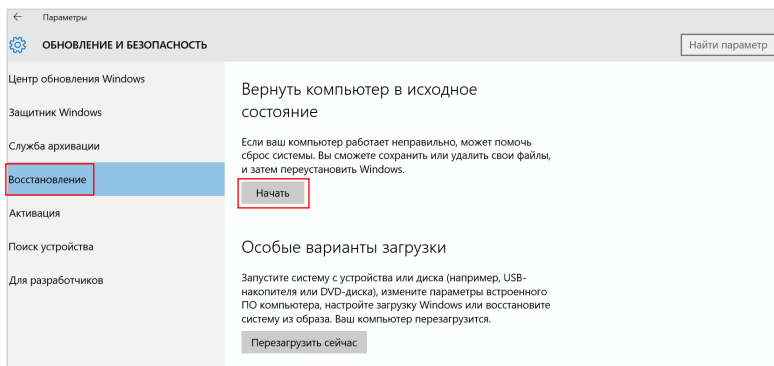 Параметры
ОБНОВЛЕНИЕ И БЕЗОПАСНОСТЬ
Найти параметр
Центр обновления Windows
Защитник Windows
Служба архивации
Восстановление
Активация
Поиск устройства
Для разработчиков
Вернуть компьютер в исходное
состояние
Если ваш компьютер работает неправильно, может помочь
сброс системы. Вы сможете сохранить или удалить свои файлы,
и затем переустановить Windows.
Начать
Особые варианты загрузки
Запустите систему с устройства или диска (например, USB-
накопителя или DVD-диска), измените параметры встроенного
ПО компьютера, настройте загрузку Windows или восстановите
систему из образа. Ваш компьютер перезагрузится.
Перезагрузить сейчас